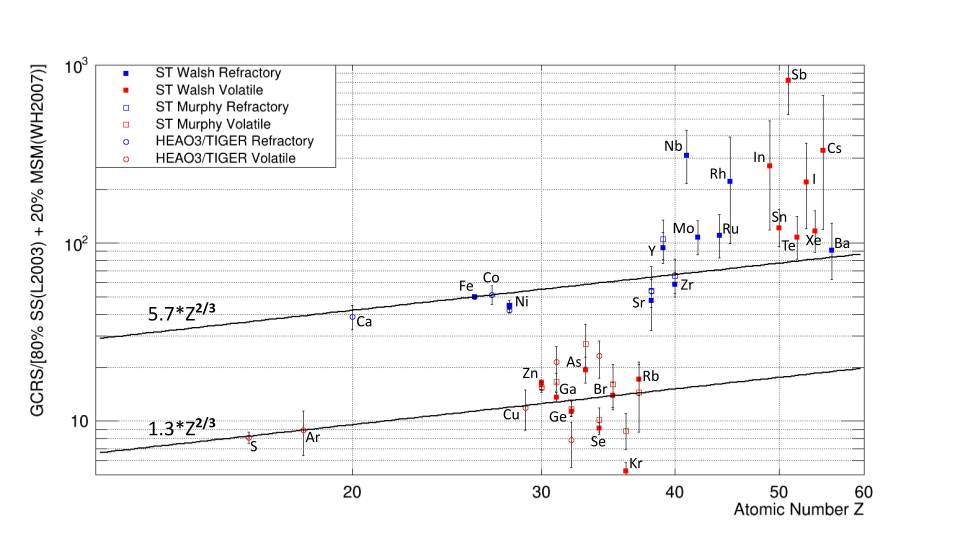 GCRS/[80% SS(L2003) + 20% MSM(WH2007)]
10³
ST Walsh Refractory
ST Walsh Volatile
ST Murphy Refractory
ST Murphy Volatile
HEAO3/TIGER Refractory
HEAO3/TIGER Volatile
Sb
Nb
Rh
In
Cs
I
Sn
Te
Xe
Ba
Mo
Ru
Y
10²
Zr
Sr
Fe
Co
Ni
Ca
5.7*Z^2/3
As
Zn
Ga
Br
Rb
Cu
Ge
Se
Kr
10
1.3*Z^2/3
S
Ar
20
30
40
50
60
Atomic Number Z